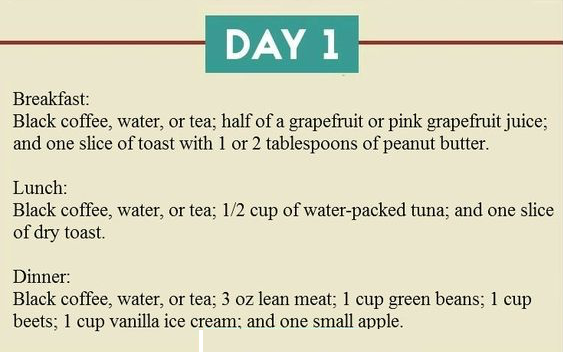 DAY 1
Breakfast:
Black coffee, water, or tea; half of a grapefruit or pink grapefruit juice;
and one slice of toast with 1 or 2 tablespoons of peanut butter.
Lunch:
Black coffee, water, or tea; 1/2 cup of water-packed tuna; and one slice
of dry toast.
Dinner:
Black coffee, water, or tea; 3 oz lean meat; 1 cup green beans; 1 cup
beets; 1 cup vanilla ice cream; and one small apple.